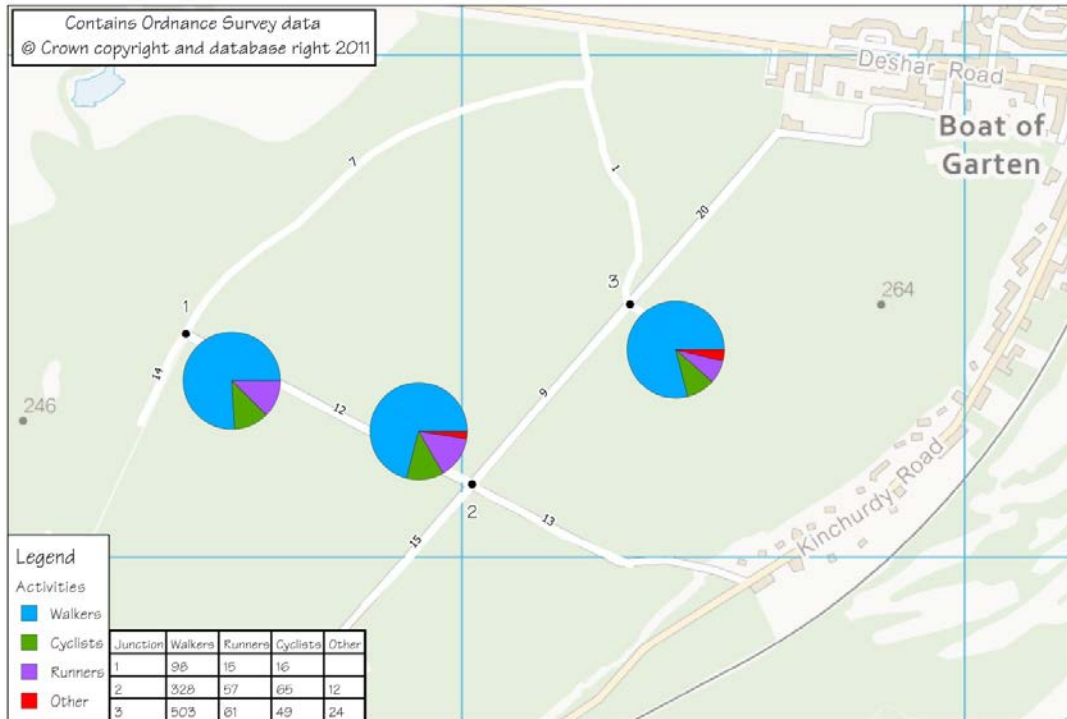 Contains Ordnance Survey data
© Crown copyright and database right 2011
Deshar Road
Boat of
Garten
7
1
20
3
264
1
14
246
12
9
2
13
15
Kinchurdy Road
Legend
Activities
Walkers
Cyclists
Runners
Other
Junction Walkers Runners Cyclists Other
1 98 15 16
2 328 57 65 12
3 503 61 49 24